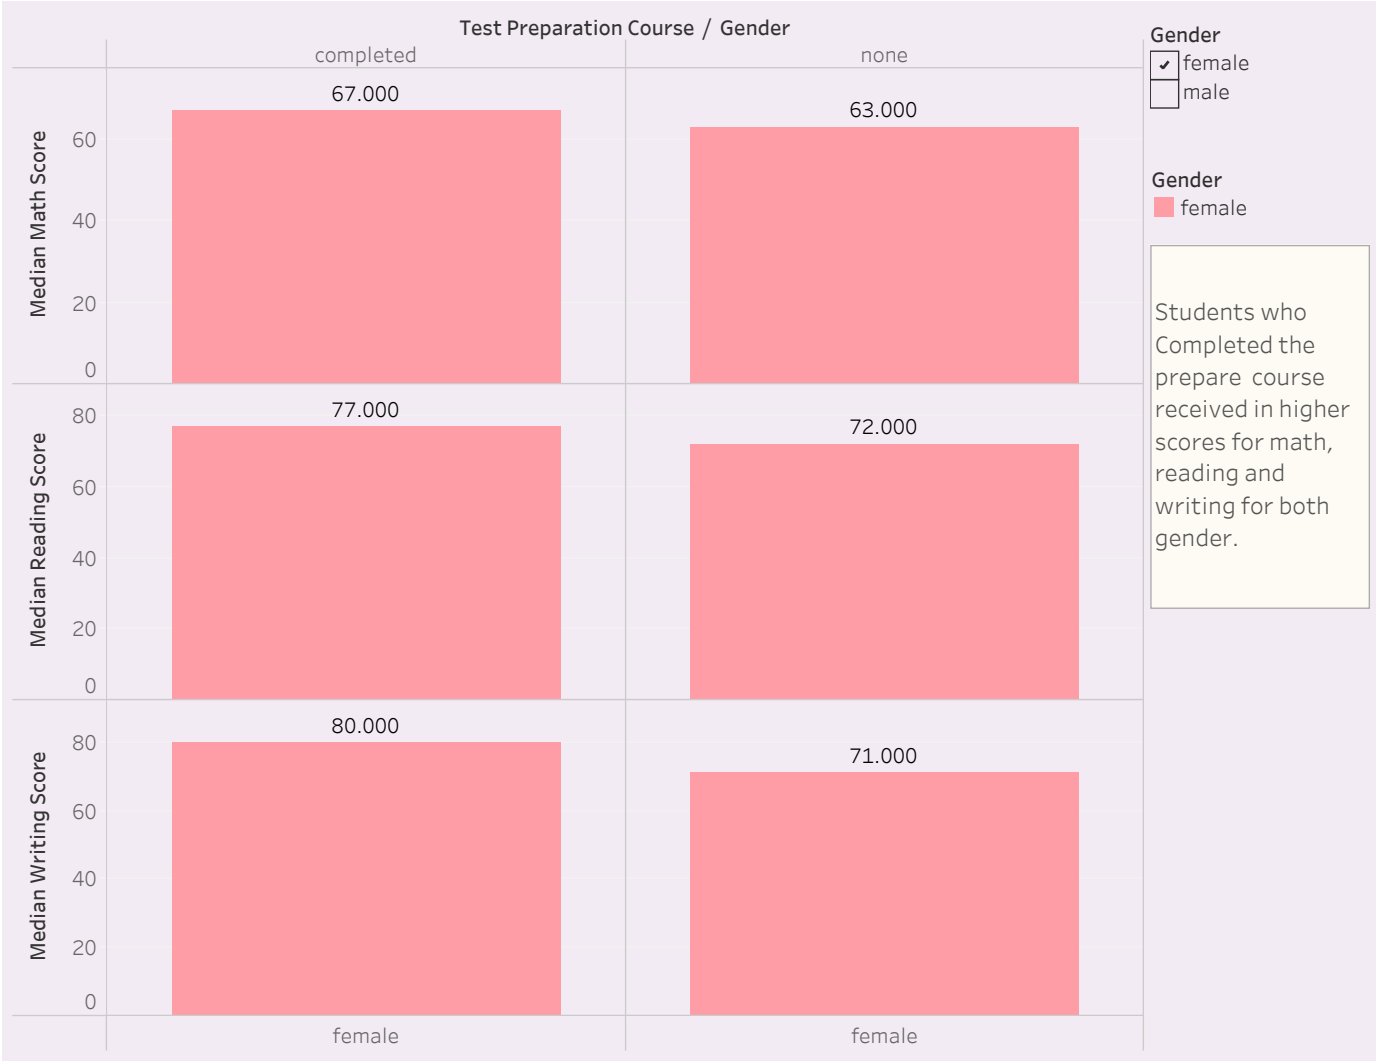 Test Preparation Course / Gender
completed
none
Median Math Score
60
40
20
0
67.000
63.000
Median Reading Score
80
60
40
20
0
77.000
72.000
Median Writing Score
80
60
40
20
0
80.000
71.000
female
female
Gender
female
male
Gender
female
Students who
Completed the
prepare  course
received in higher
scores for math,
reading and
writing for both
gender.